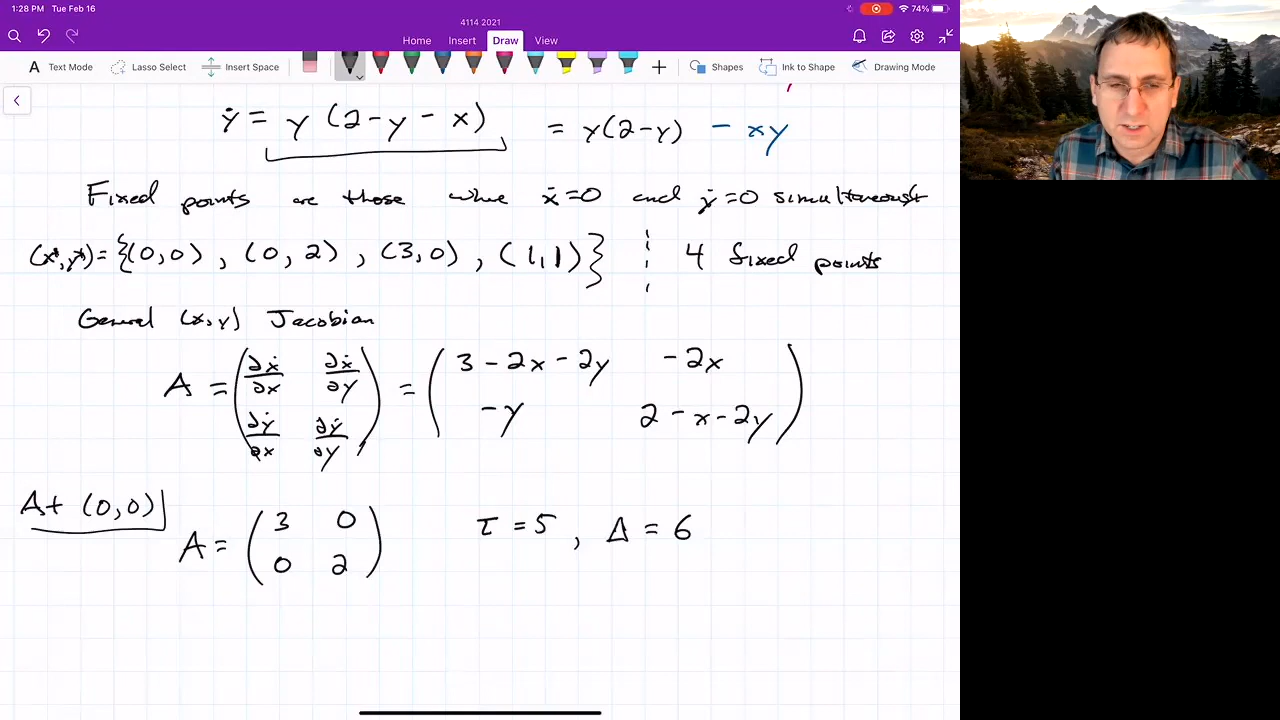 1:28 PM Tue Feb 16
74%
4114 2021
Home Insert Draw View
Text Mode Lasso Select Insert Space Shapes Ink to Shape Drawing Mode
ẏ = y (2-y-x) = y(2-y) - xy
Fixed points are those where ẋ=0 and ẏ=0 simultaneously
(x*,y*)={(0,0), (0,2), (3,0), (1,1)} 4 fixed points
General (x,y) Jacobian
A = (∂ẋ/∂x ∂ẋ/∂y ∂ẏ/∂x ∂ẏ/∂y) = (3-2x-2y -2x -y 2-x-2y)
At (0,0)
A = (3 0 0 2) τ = 5, Δ = 6